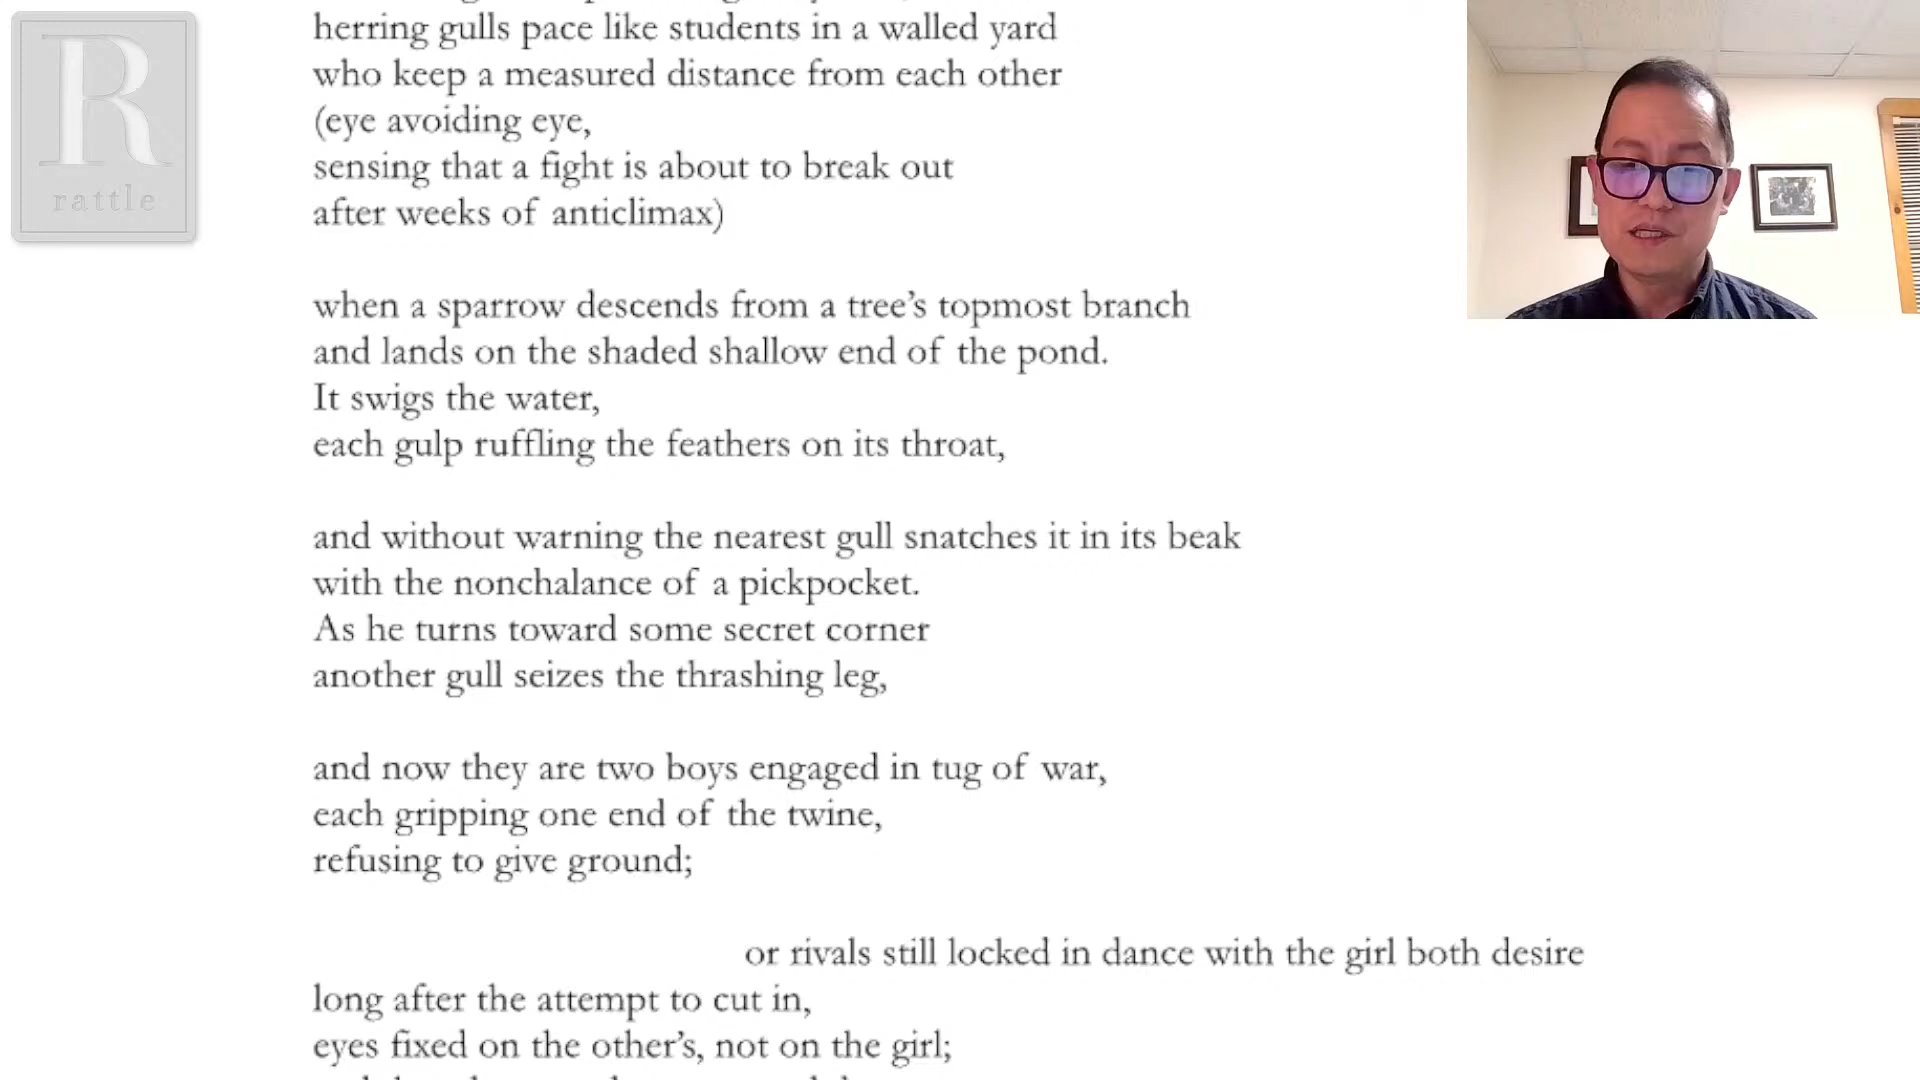 R
rattle
herring gulls pace like students in a walled yard
who keep a measured distance from each other
(eye avoiding eye,
sensing that a fight is about to break out
after weeks of anticlimax)
when a sparrow descends from a tree’s topmost branch
and lands on the shaded shallow end of the pond.
It swigs the water,
each gulp ruffling the feathers on its throat,
and without warning the nearest gull snatches it in its beak
with the nonchalance of a pickpocket.
As he turns toward some secret corner
another gull seizes the thrashing leg,
and now they are two boys engaged in tug of war,
each gripping one end of the twine,
refusing to give ground;
or rivals still locked in dance with the girl both desire
long after the attempt to cut in,
eyes fixed on the other’s, not on the girl;